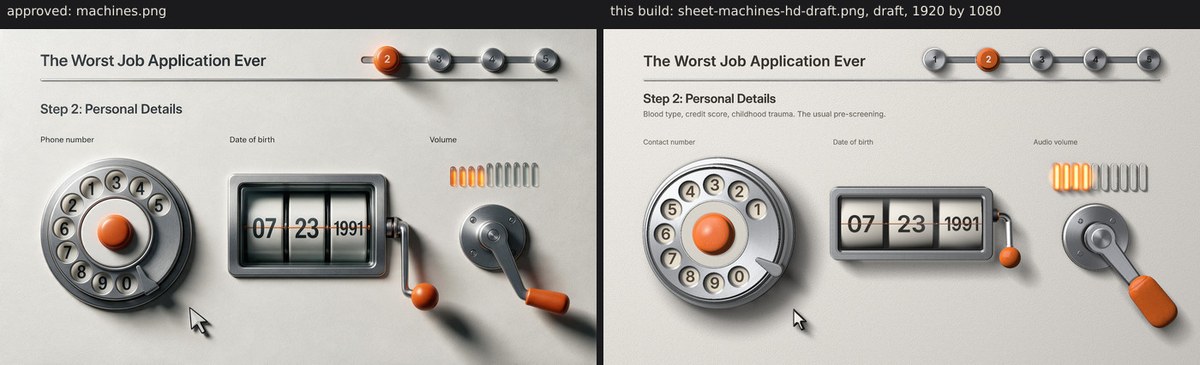 approved: machines.png
The Worst Job Application Ever
2 3 4 5
Step 2: Personal Details
Phone number
Date of birth
Volume
1 3 4 5 2 6 7 8 9 0
07 23 1991
this build: sheet-machines-hd-draft.png, draft, 1920 by 1080
The Worst Job Application Ever
1 2 3 4 5
Step 2: Personal Details
Blood type, credit score, childhood trauma. The usual pre-screening.
Contact number
Date of birth
Audio volume
1 2 3 4 5 6 7 8 9 0
07 23 1991